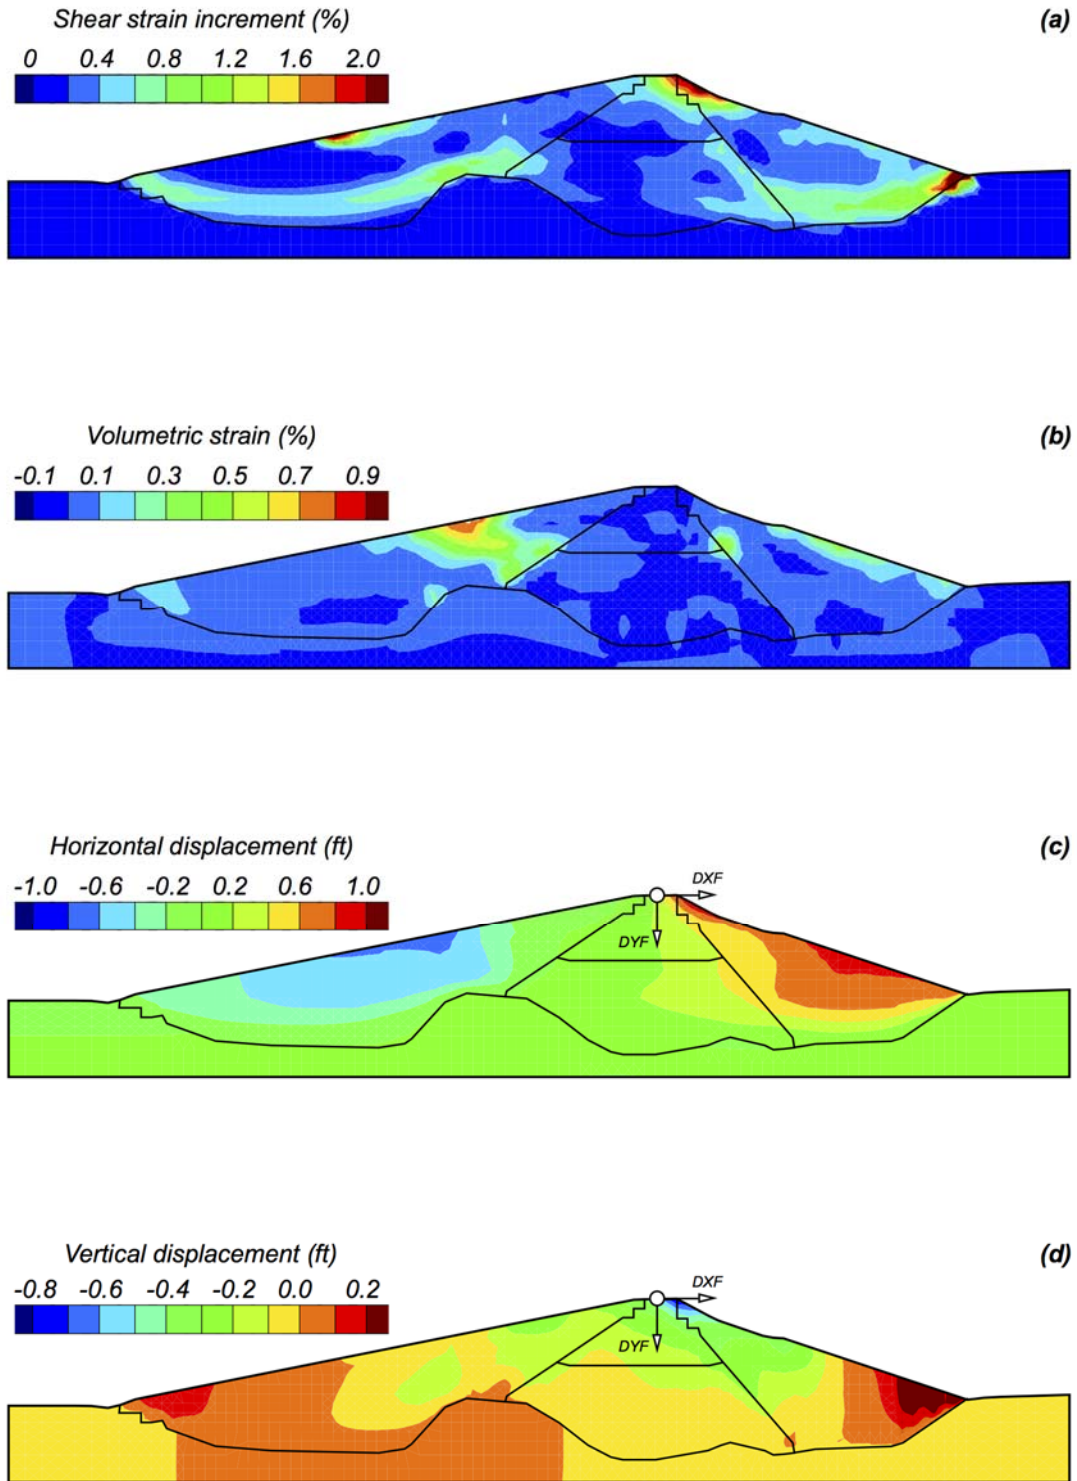 Shear strain increment (%)
(a)
0 0.4 0.8 1.2 1.6 2.0
Volumetric strain (%)
(b)
-0.1 0.1 0.3 0.5 0.7 0.9
Horizontal displacement (ft)
(c)
-1.0 -0.6 -0.2 0.2 0.6 1.0
DXF
DYF
Vertical displacement (ft)
(d)
-0.8 -0.6 -0.4 -0.2 0.0 0.2
DXF
DYF